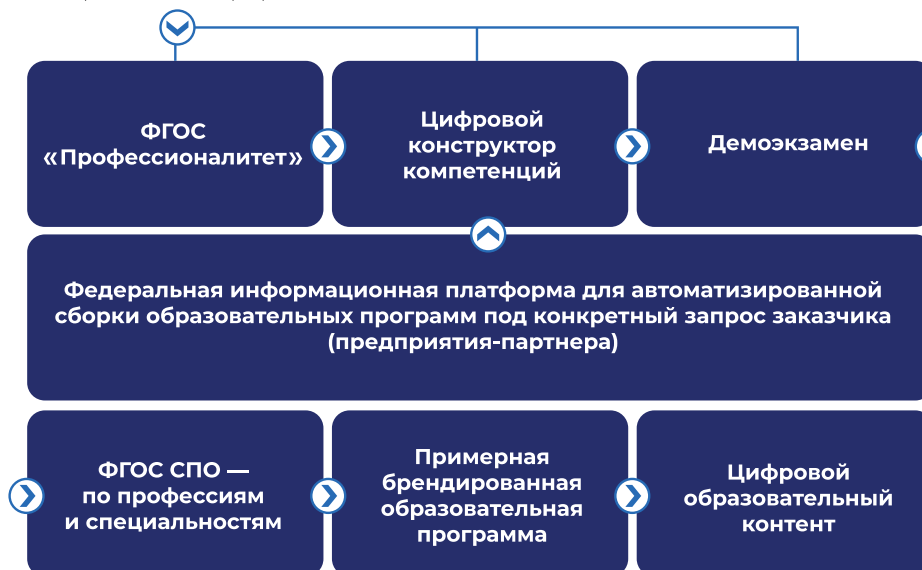 ФГОС
«Профессионалитет»
Цифровой
конструктор
компетенций
Демоэкзамен
Федеральная информационная платформа для автоматизированной
сборки образовательных программ под конкретный запрос заказчика
(предприятия-партнера)
ФГОС СПО —
по профессиям
и специальностям
Примерная
брендированная
образовательная
программа
Цифровой
образовательный
контент